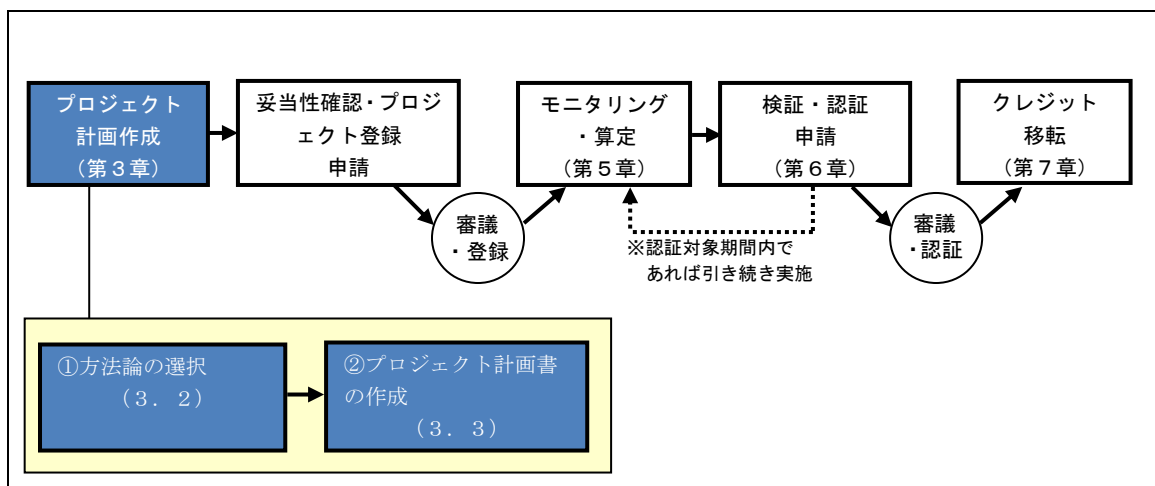 プロジェクト
計画作成
（第３章）
妥当性確認・プロジ
ェクト登録
申請
審議
・登録
モニタリング
・算定
（第５章）
検証・認証
申請
（第６章）
※認証対象期間内で
あれば引き続き実施
審議
・認証
クレジット
移転
（第７章）
①方法論の選択
（３．２）
②プロジェクト計画書
の作成
（３．３）